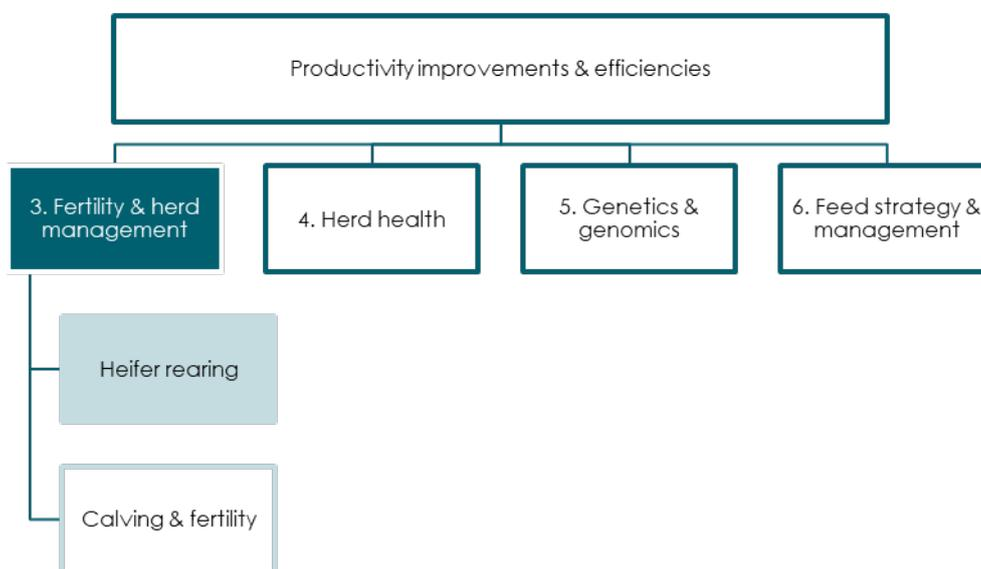 Productivity improvements & efficiencies
3. Fertility & herd
management
4. Herd health
5. Genetics &
genomics
6. Feed strategy &
management
Heifer rearing
Calving & fertility